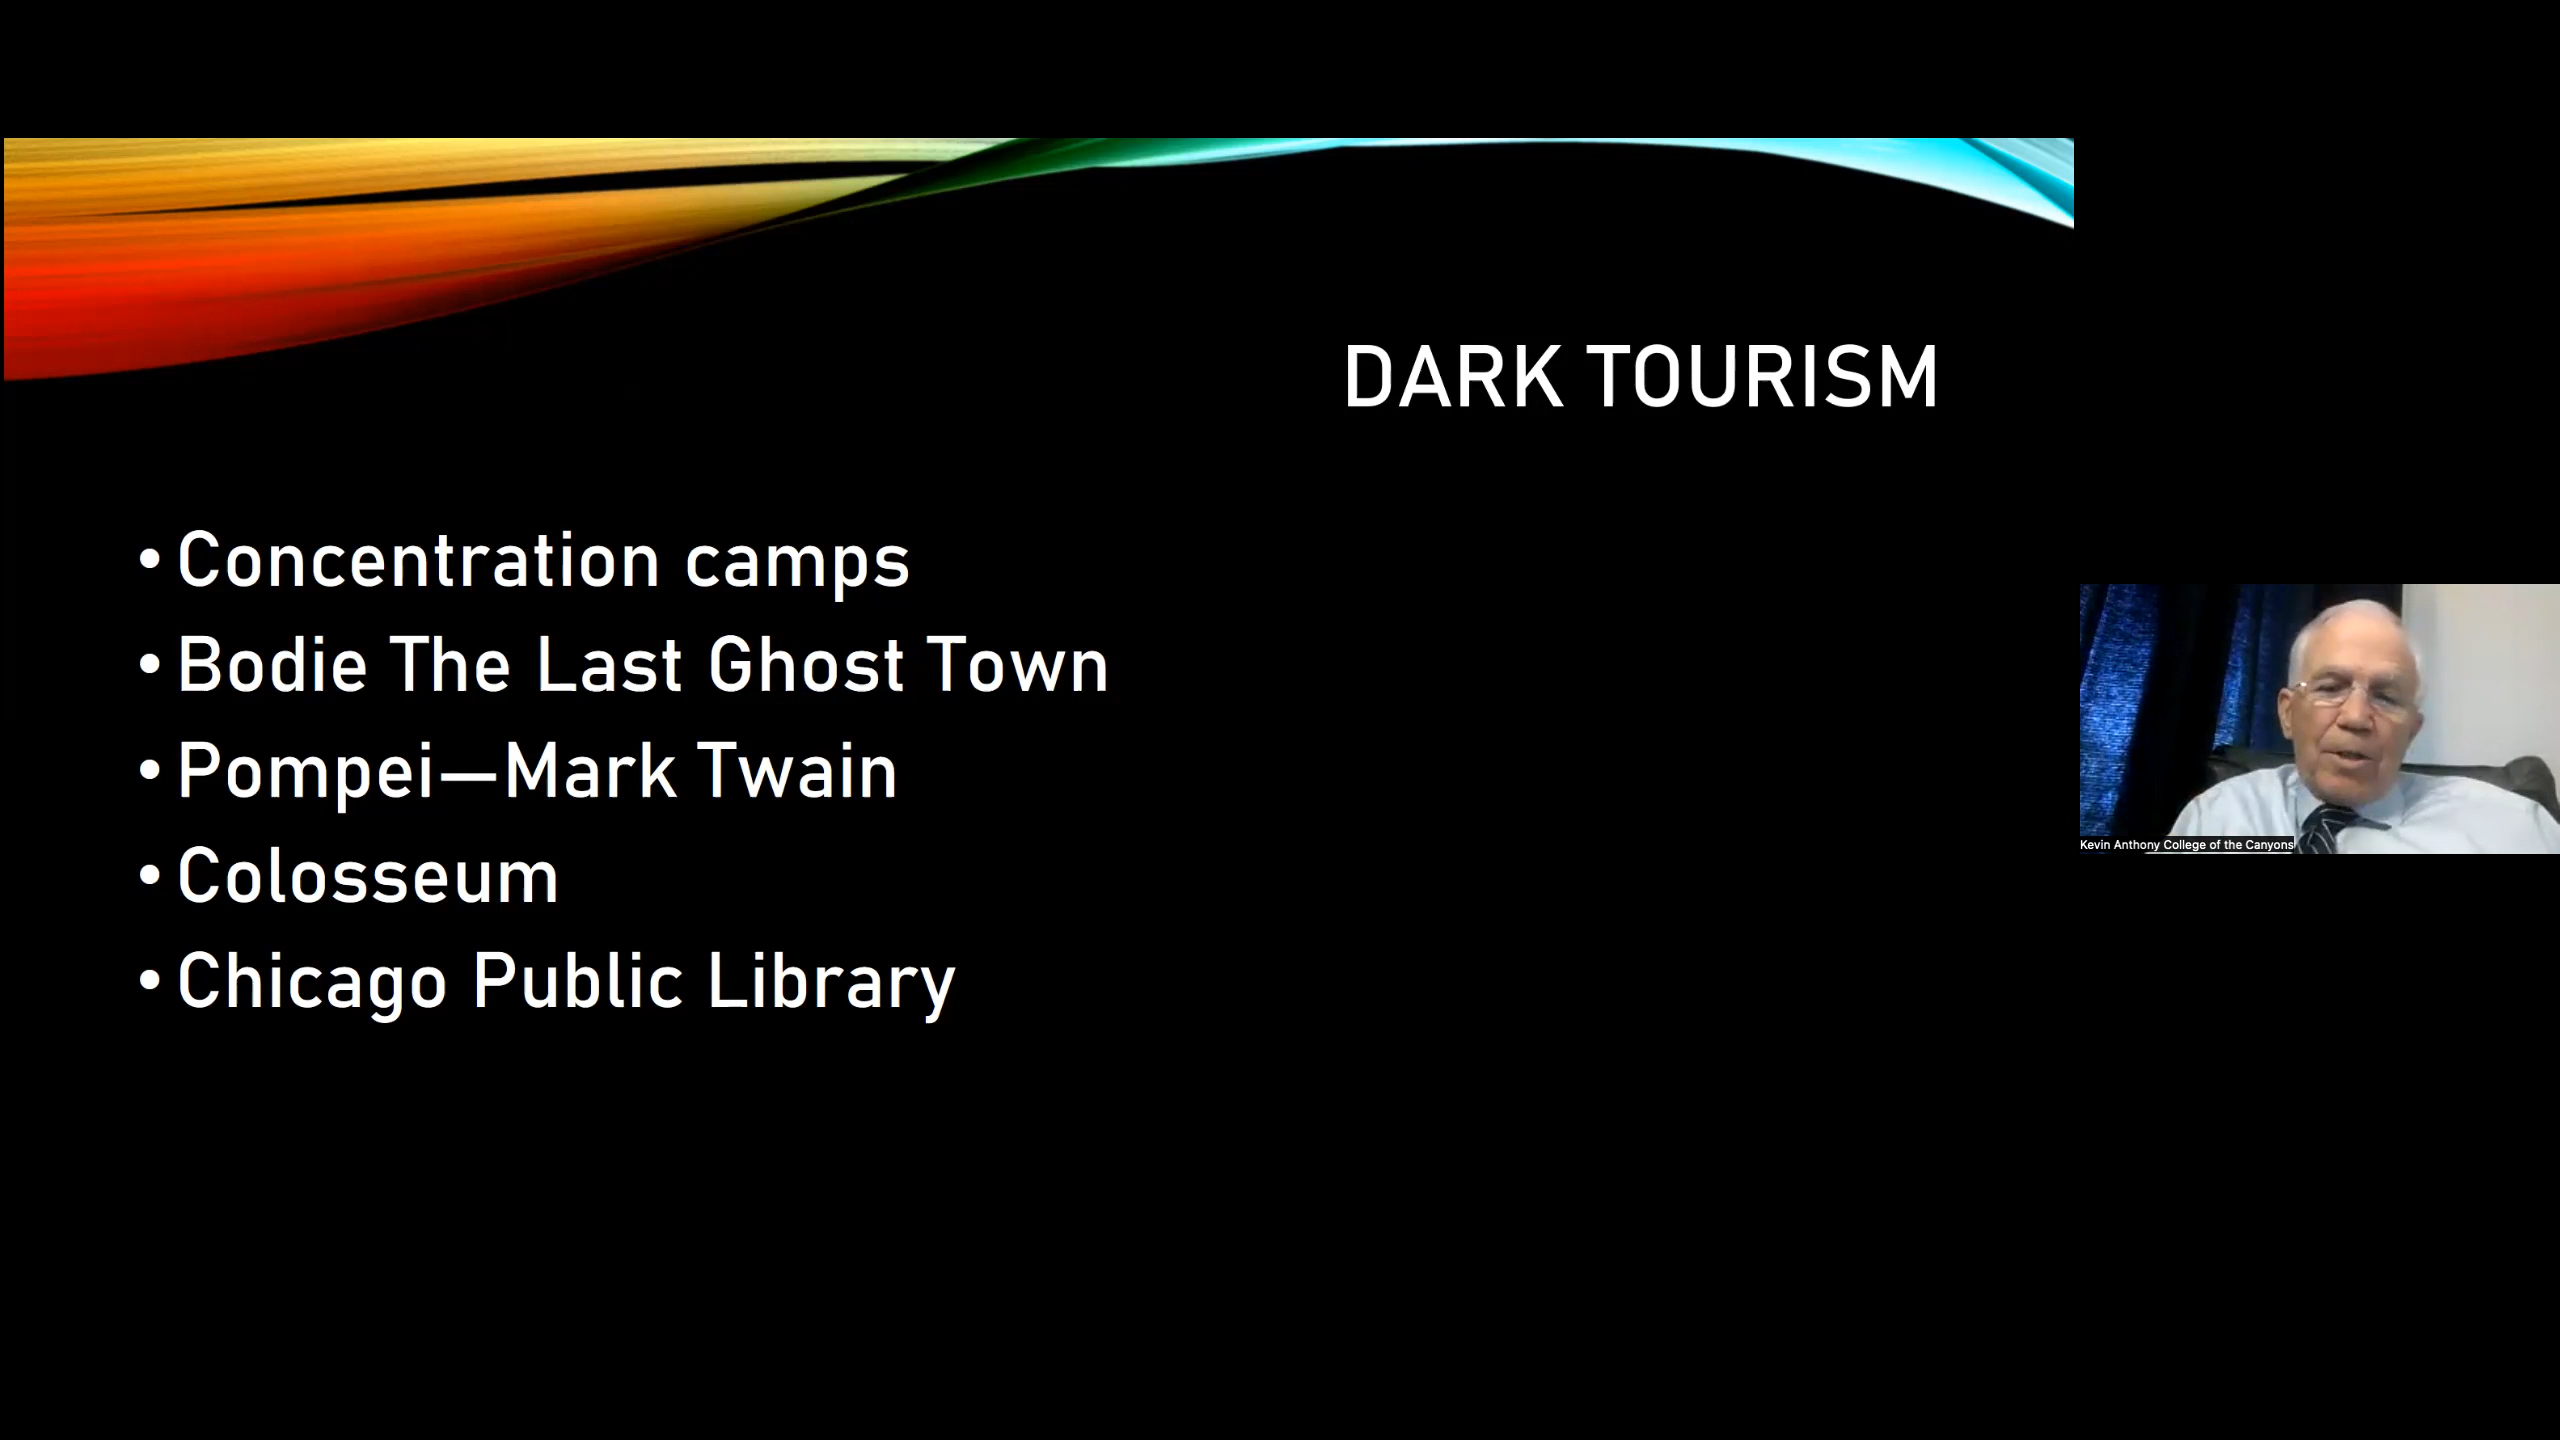 DARK TOURISM
• Concentration camps
• Bodie The Last Ghost Town
• Pompei—Mark Twain
• Colosseum
• Chicago Public Library
Kevin Anthony College of the Canyons